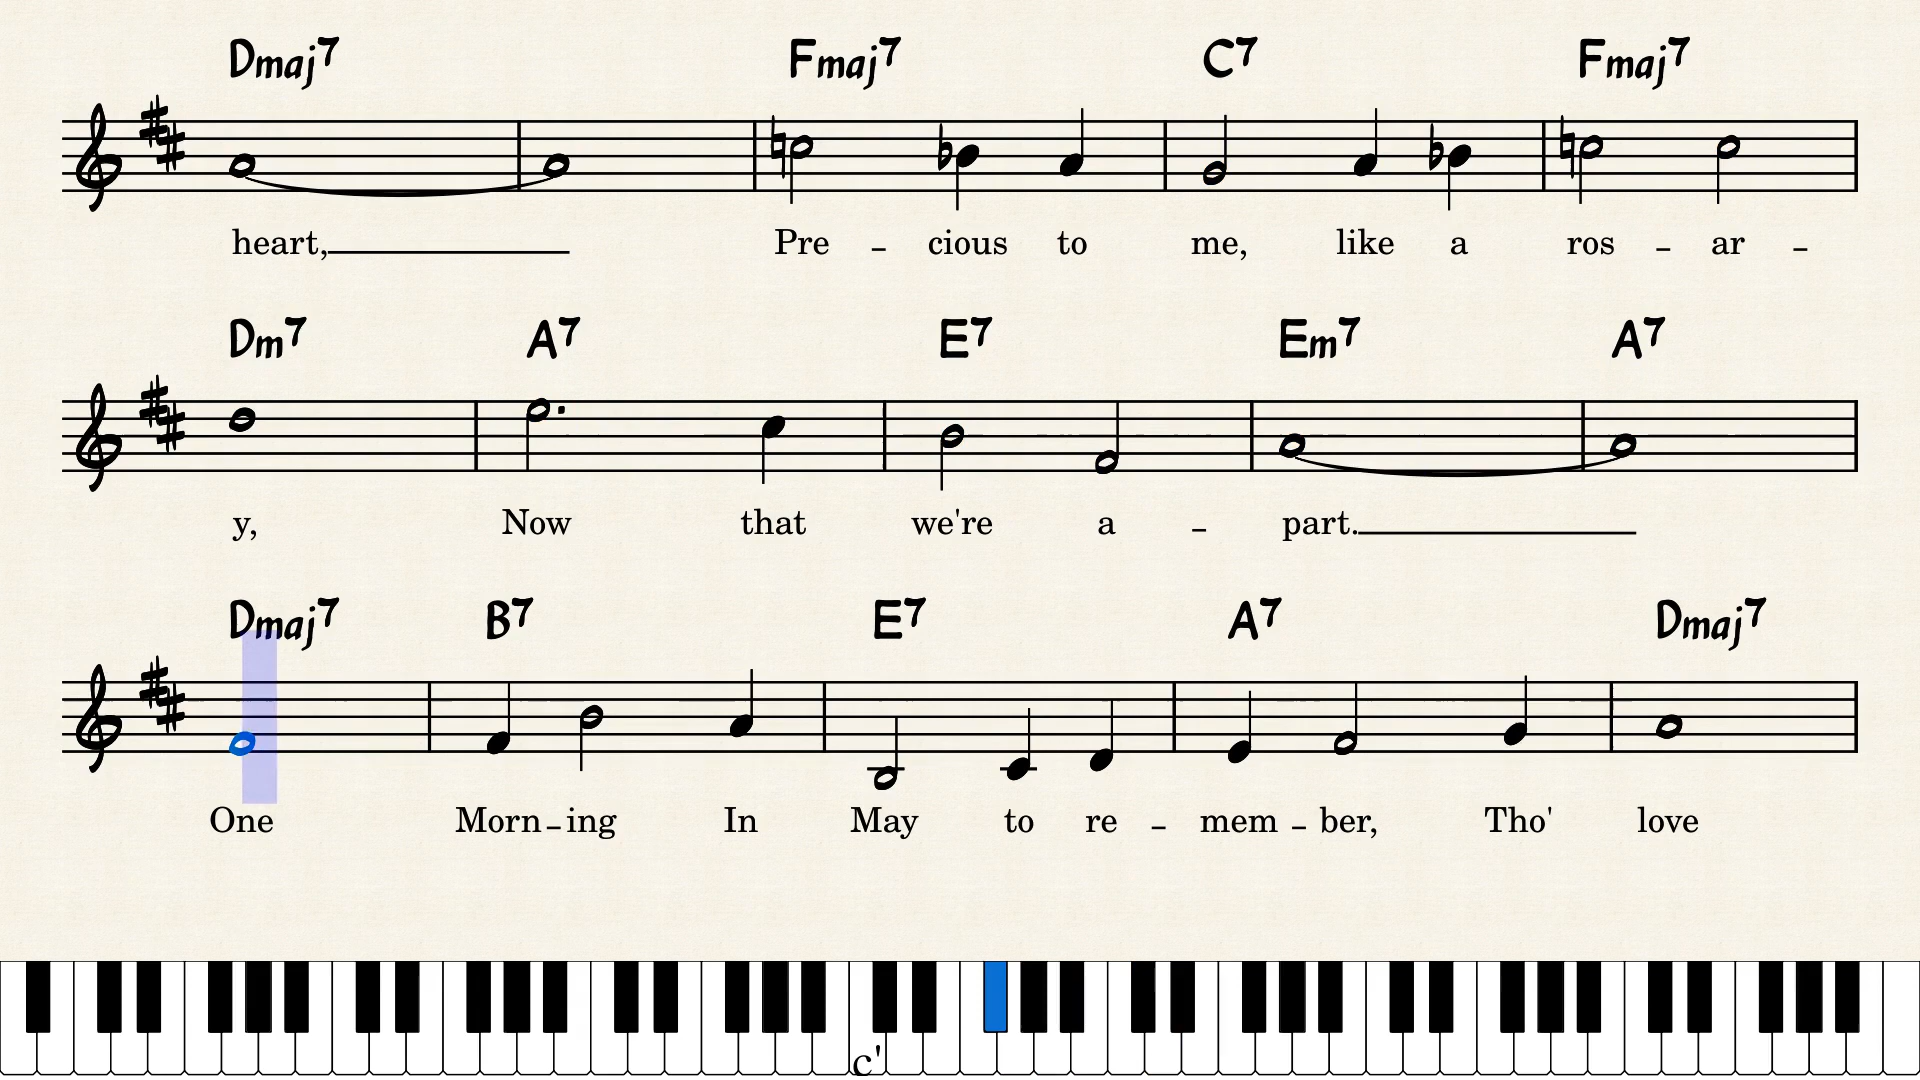 Dmaj7 Fmaj7 C7 Fmaj7
heart, Pre - cious to me, like a ros - ar -
Dm7 A7 E7 Em7 A7
y, Now that we're a - part.
Dmaj7 B7 E7 A7 Dmaj7
One Morn - ing In May to re - mem - ber, Tho' love
c'